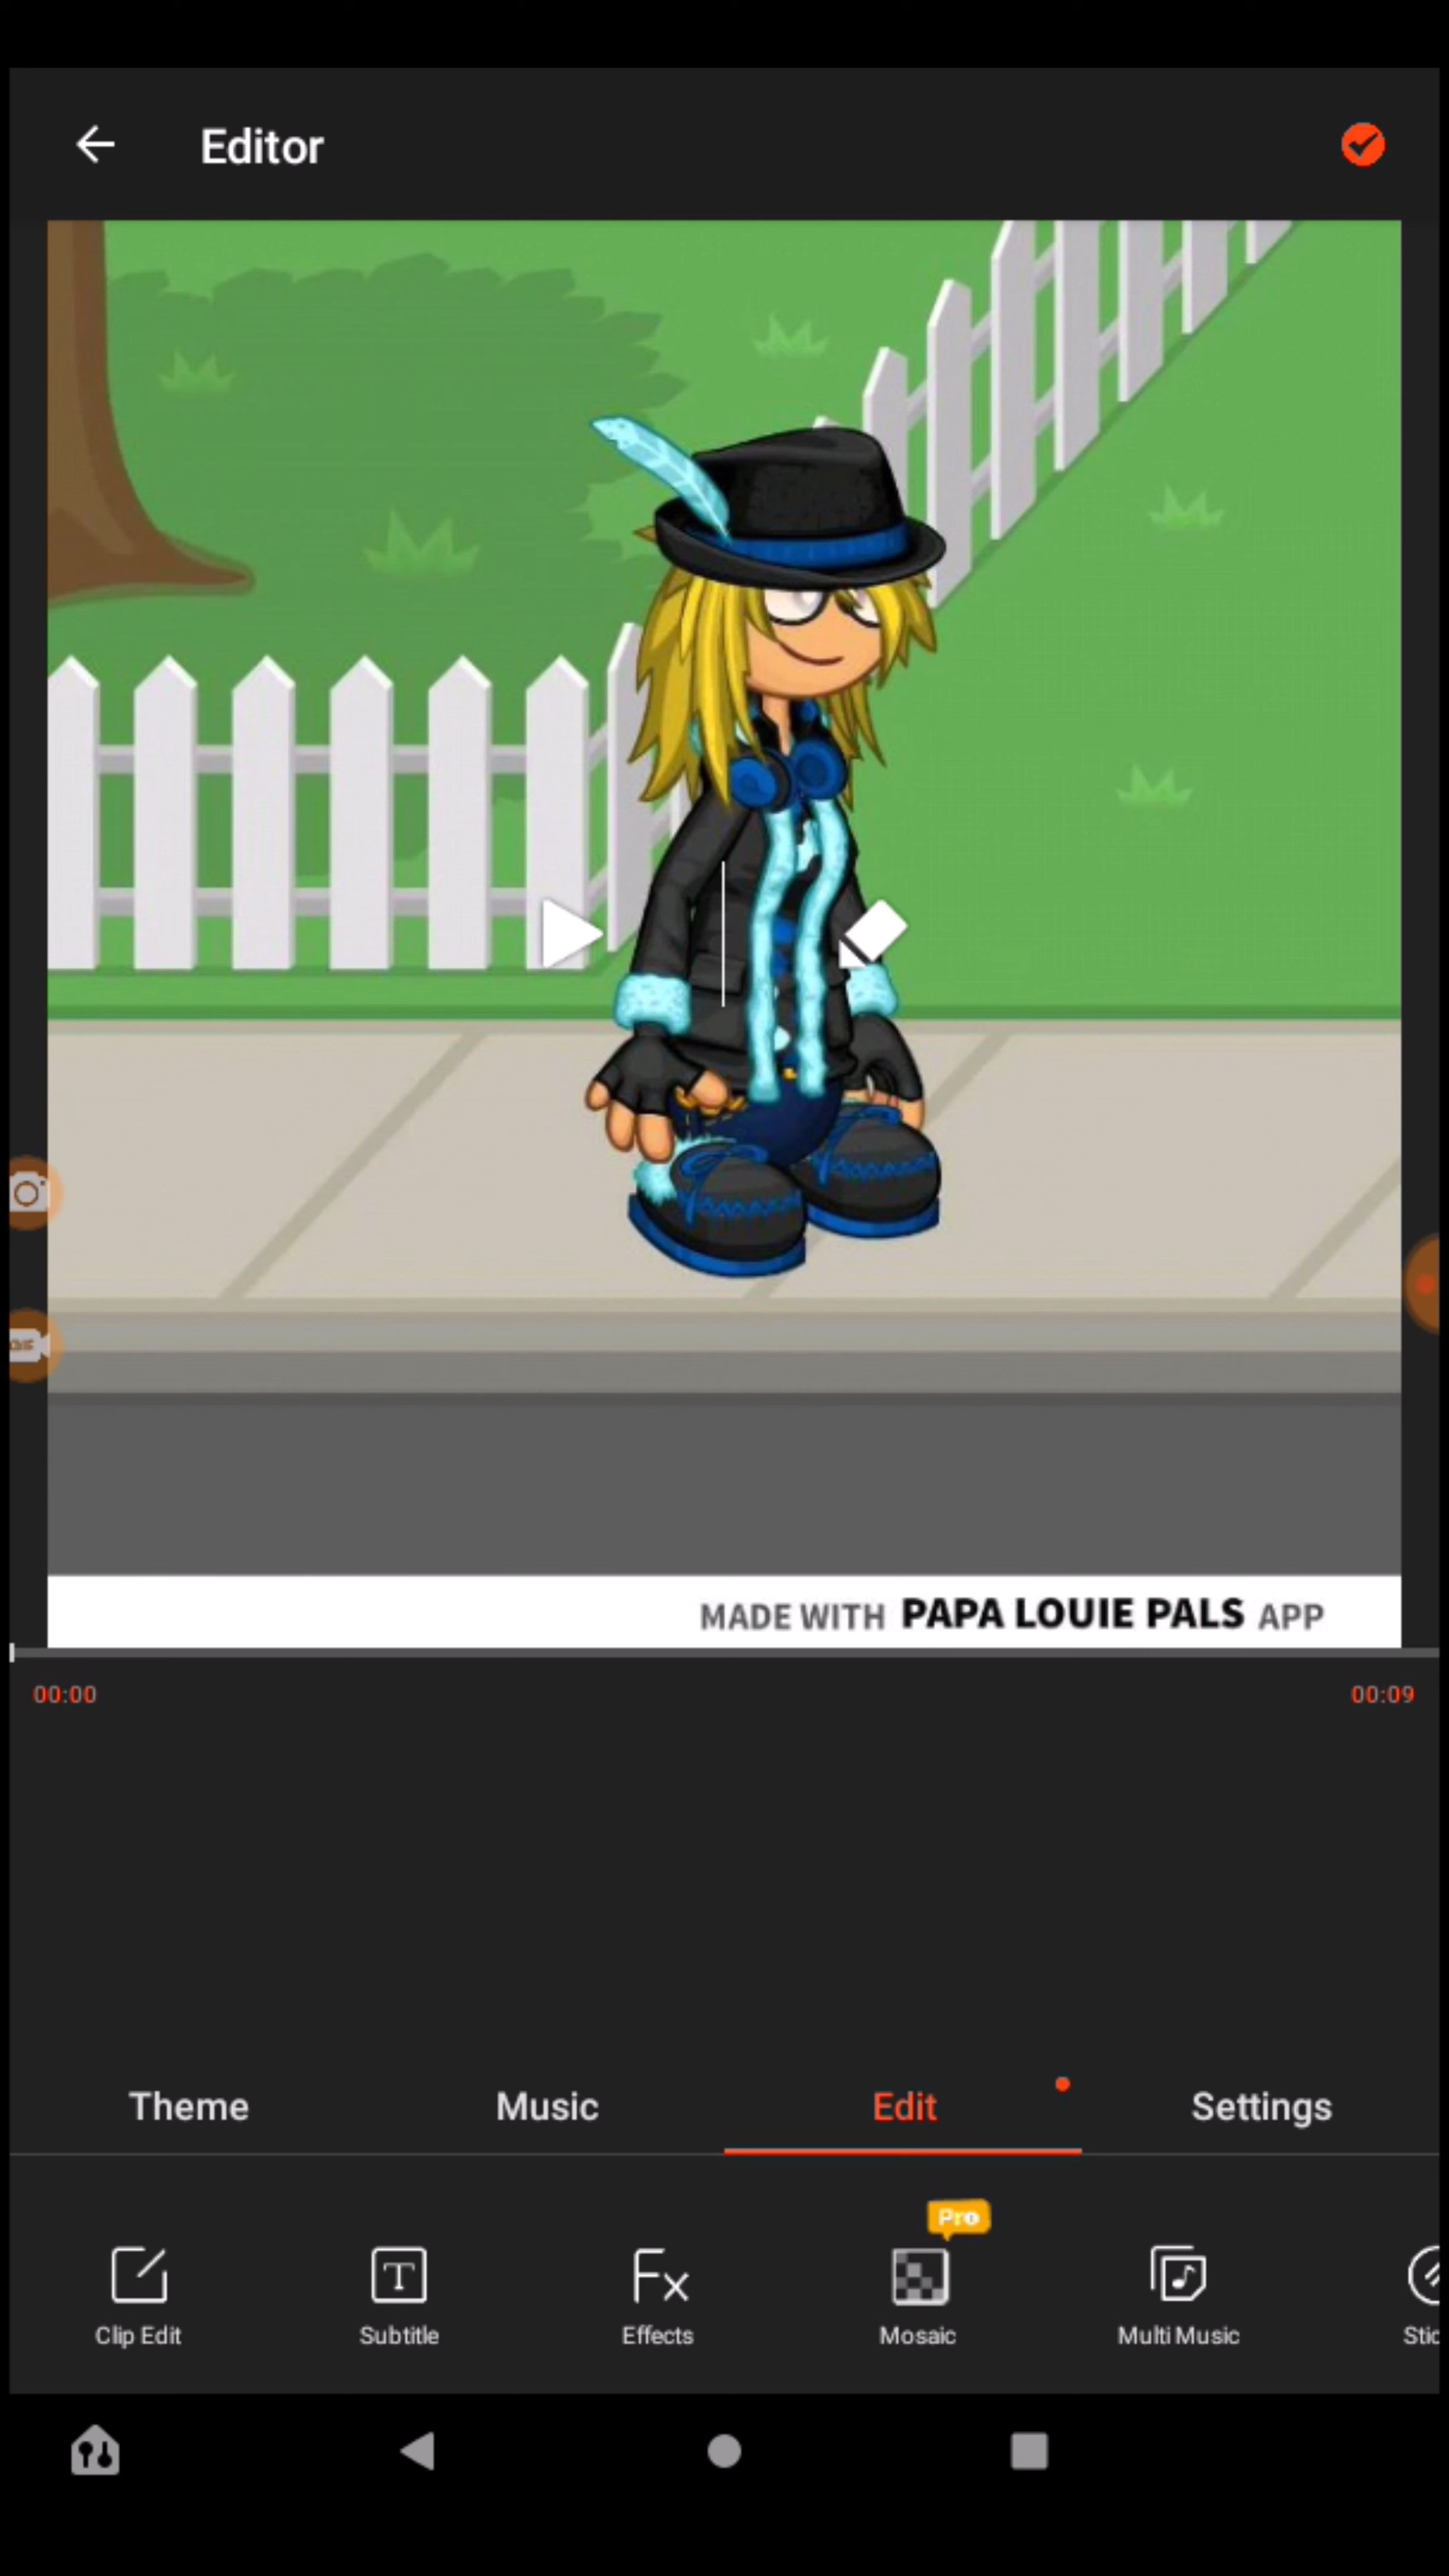 Editor
MADE WITH PAPA LOUIE PALS APP
00:00 00:09
Theme Music Edit Settings
Pro
Clip Edit Subtitle Effects Mosaic Multi Music Stic